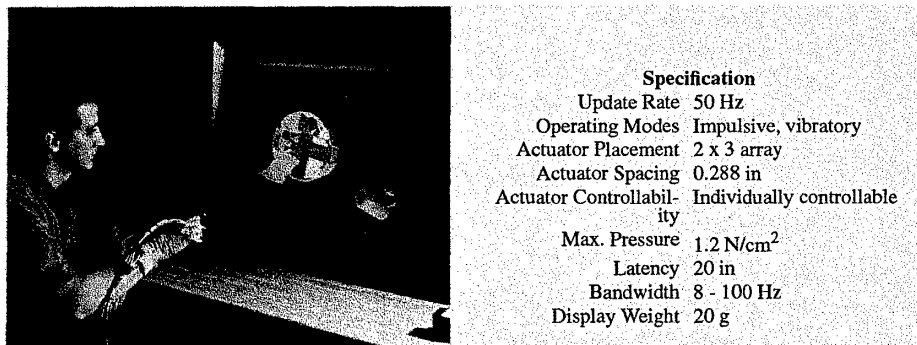 Specification
Update Rate 50 Hz
Operating Modes Impulsive, vibratory
Actuator Placement 2 x 3 array
Actuator Spacing 0.288 in
Actuator Controllabil- Individually controllable
ity
Max. Pressure 1.2 N/cm²
Latency 20 in
Bandwidth 8 - 100 Hz
Display Weight 20 g